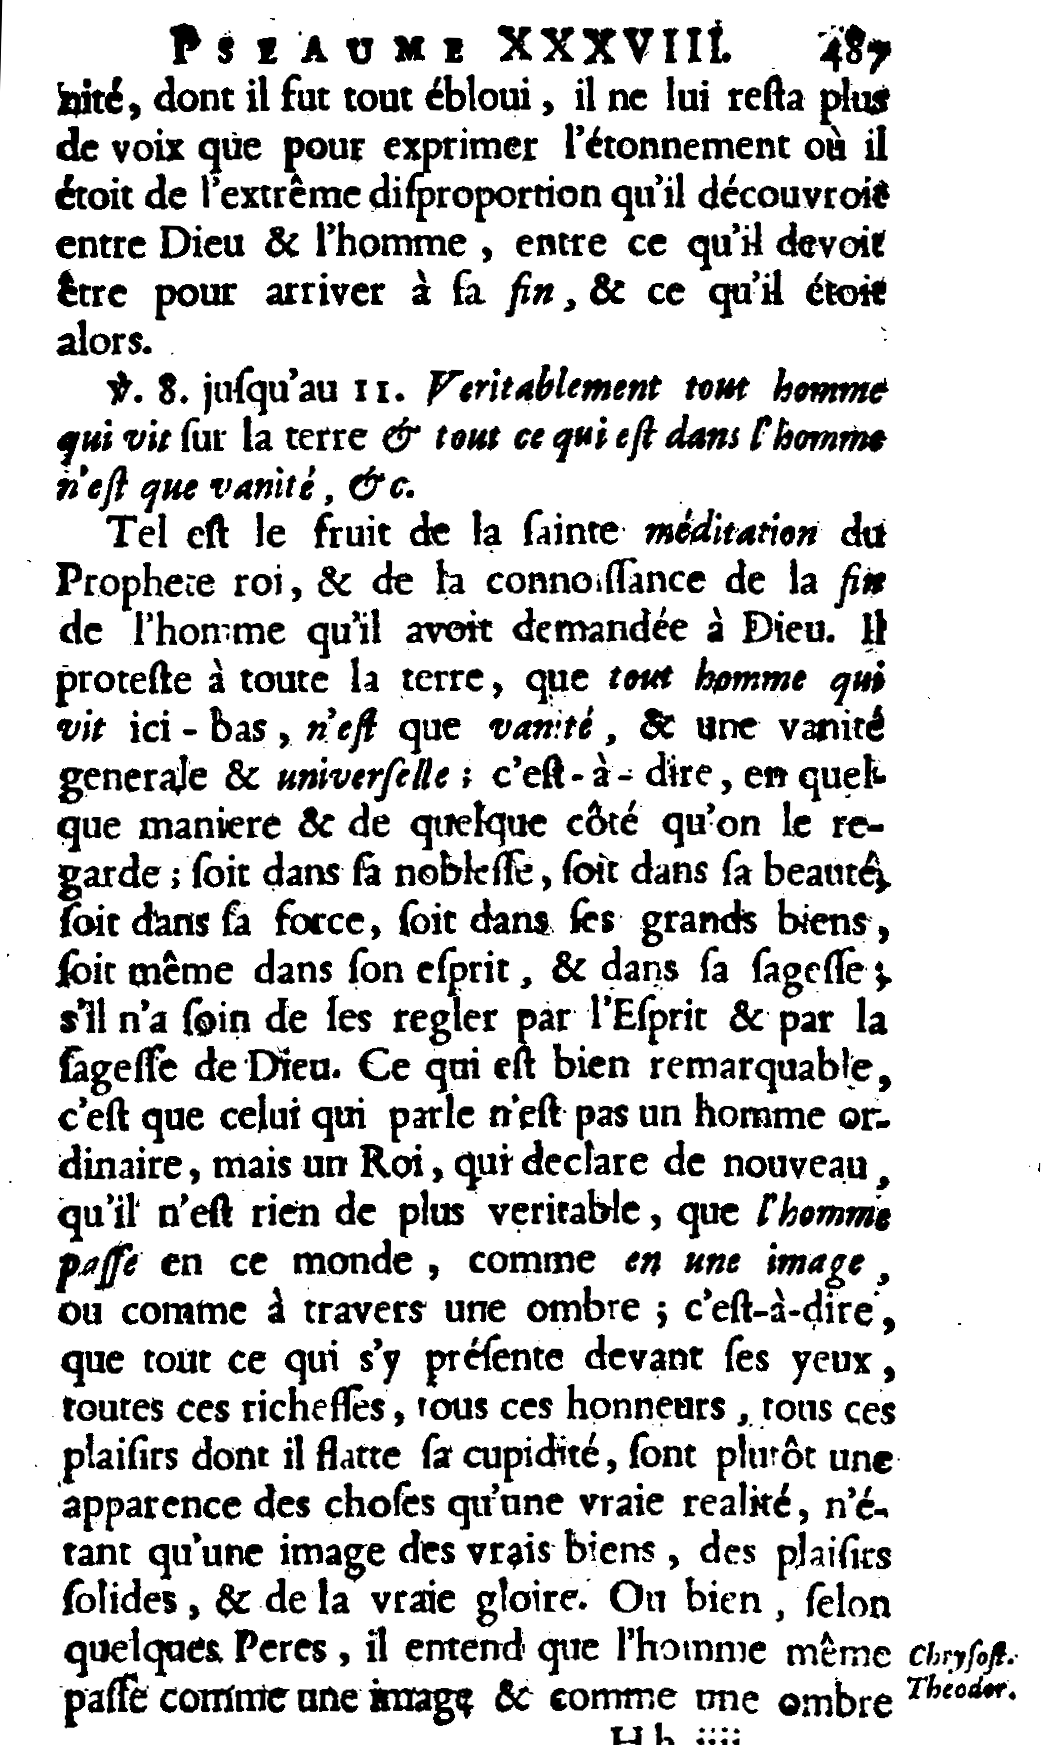 PSEAUME XXXVIII. 487
nité, dont il fut tout ébloui, il ne lui reſta plus
de voix que pour exprimer l'étonnement où il
étoit de l'extrême diſproportion qu'il découvroit
entre Dieu & l'homme, entre ce qu'il devoit
être pour arriver à ſa fin, & ce qu'il étoit
alors.
℣. 8. juſqu'au 11. Veritablement tout homme
qui vit ſur la terre & tout ce qui eſt dans l'homme
n'eſt que vanité, &c.
Tel eſt le fruit de la ſainte méditation du
Prophete roi, & de la connoiſſance de la fin
de l'homme qu'il avoit demandée à Dieu. Il
proteſte à toute la terre, que tout homme qui
vit ici-bas, n'eſt que vanité, & une vanité
generale & univerſelle; c'eſt-à-dire, en quel-
que maniere & de quelque côté qu'on le re-
garde; ſoit dans ſa nobleſſe, ſoit dans ſa beauté,
ſoit dans ſa force, ſoit dans ſes grands biens,
ſoit même dans ſon eſprit, & dans ſa ſageſſe;
s'il n'a ſoin de ſes regler par l'Eſprit & par la
ſageſſe de Dieu. Ce qui eſt bien remarquable,
c'eſt que celui qui parle n'eſt pas un homme or-
dinaire, mais un Roi, qui declare de nouveau,
qu'il n'eſt rien de plus veritable, que l'homme
paſſe en ce monde, comme en une image,
ou comme à travers une ombre; c'eſt-à-dire,
que tout ce qui s'y préſente devant ſes yeux,
toutes ces richeſſes, tous ces honneurs, tous ces
plaiſirs dont il flatte ſa cupidité, ſont plutôt une
apparence des choſes qu'une vraie realité, n'é-
tant qu'une image des vrais biens, des plaiſirs
ſolides, & de la vraie gloire. Ou bien, ſelon
quelques Peres, il entend que l'homme même
Chryſoſt.
paſſe comme une image & comme une ombre
Theodor.
H h iiij